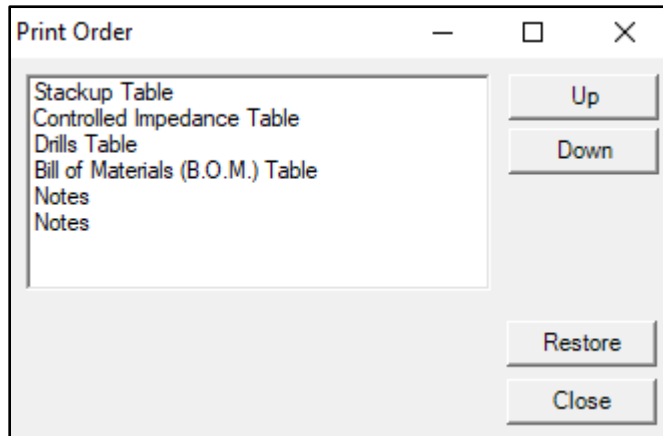 Print Order
Stackup Table
Controlled Impedance Table
Drills Table
Bill of Materials (B.O.M.) Table
Notes
Notes
Up
Down
Restore
Close